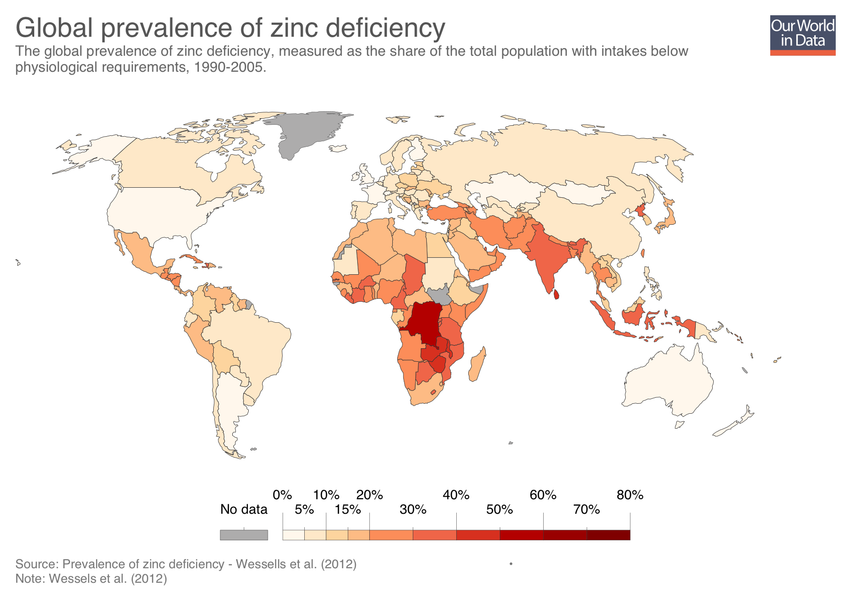 Global prevalence of zinc deficiency
Our World
in Data
The global prevalence of zinc deficiency, measured as the share of the total population with intakes below
physiological requirements, 1990-2005.
0% 10% 20% 40% 60% 80%
No data 5% 15% 30% 50% 70%
Source: Prevalence of zinc deficiency - Wessells et al. (2012)
Note: Wessels et al. (2012)